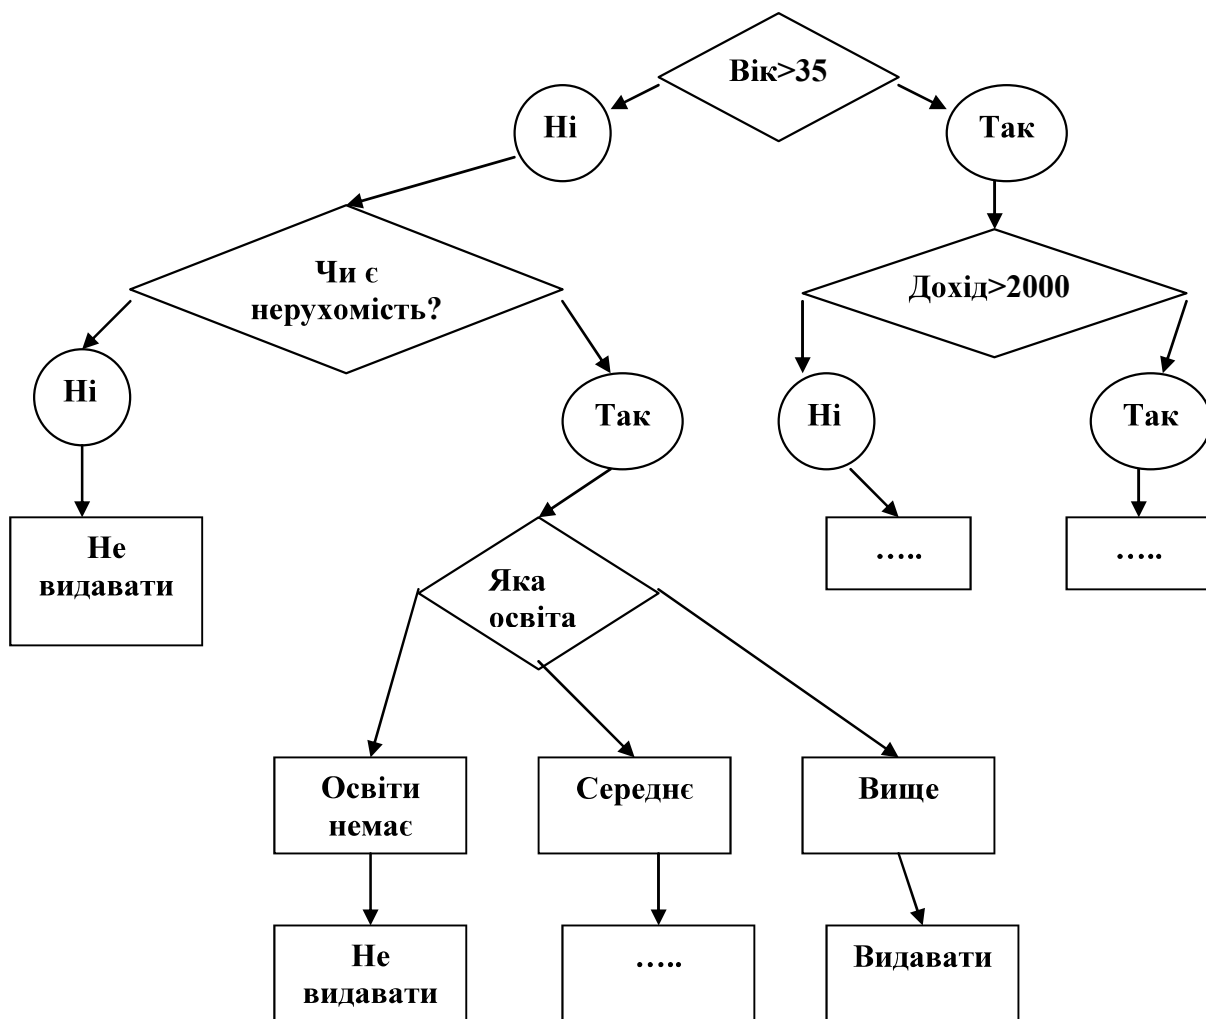 Вік>35
Ні
Так
Чи є
нерухомість?
Дохід>2000
Ні
Так
Ні
Так
Не
видавати
…..
…..
Яка
освіта
Освіти
немає
Середнє
Вище
Не
видавати
…..
Видавати